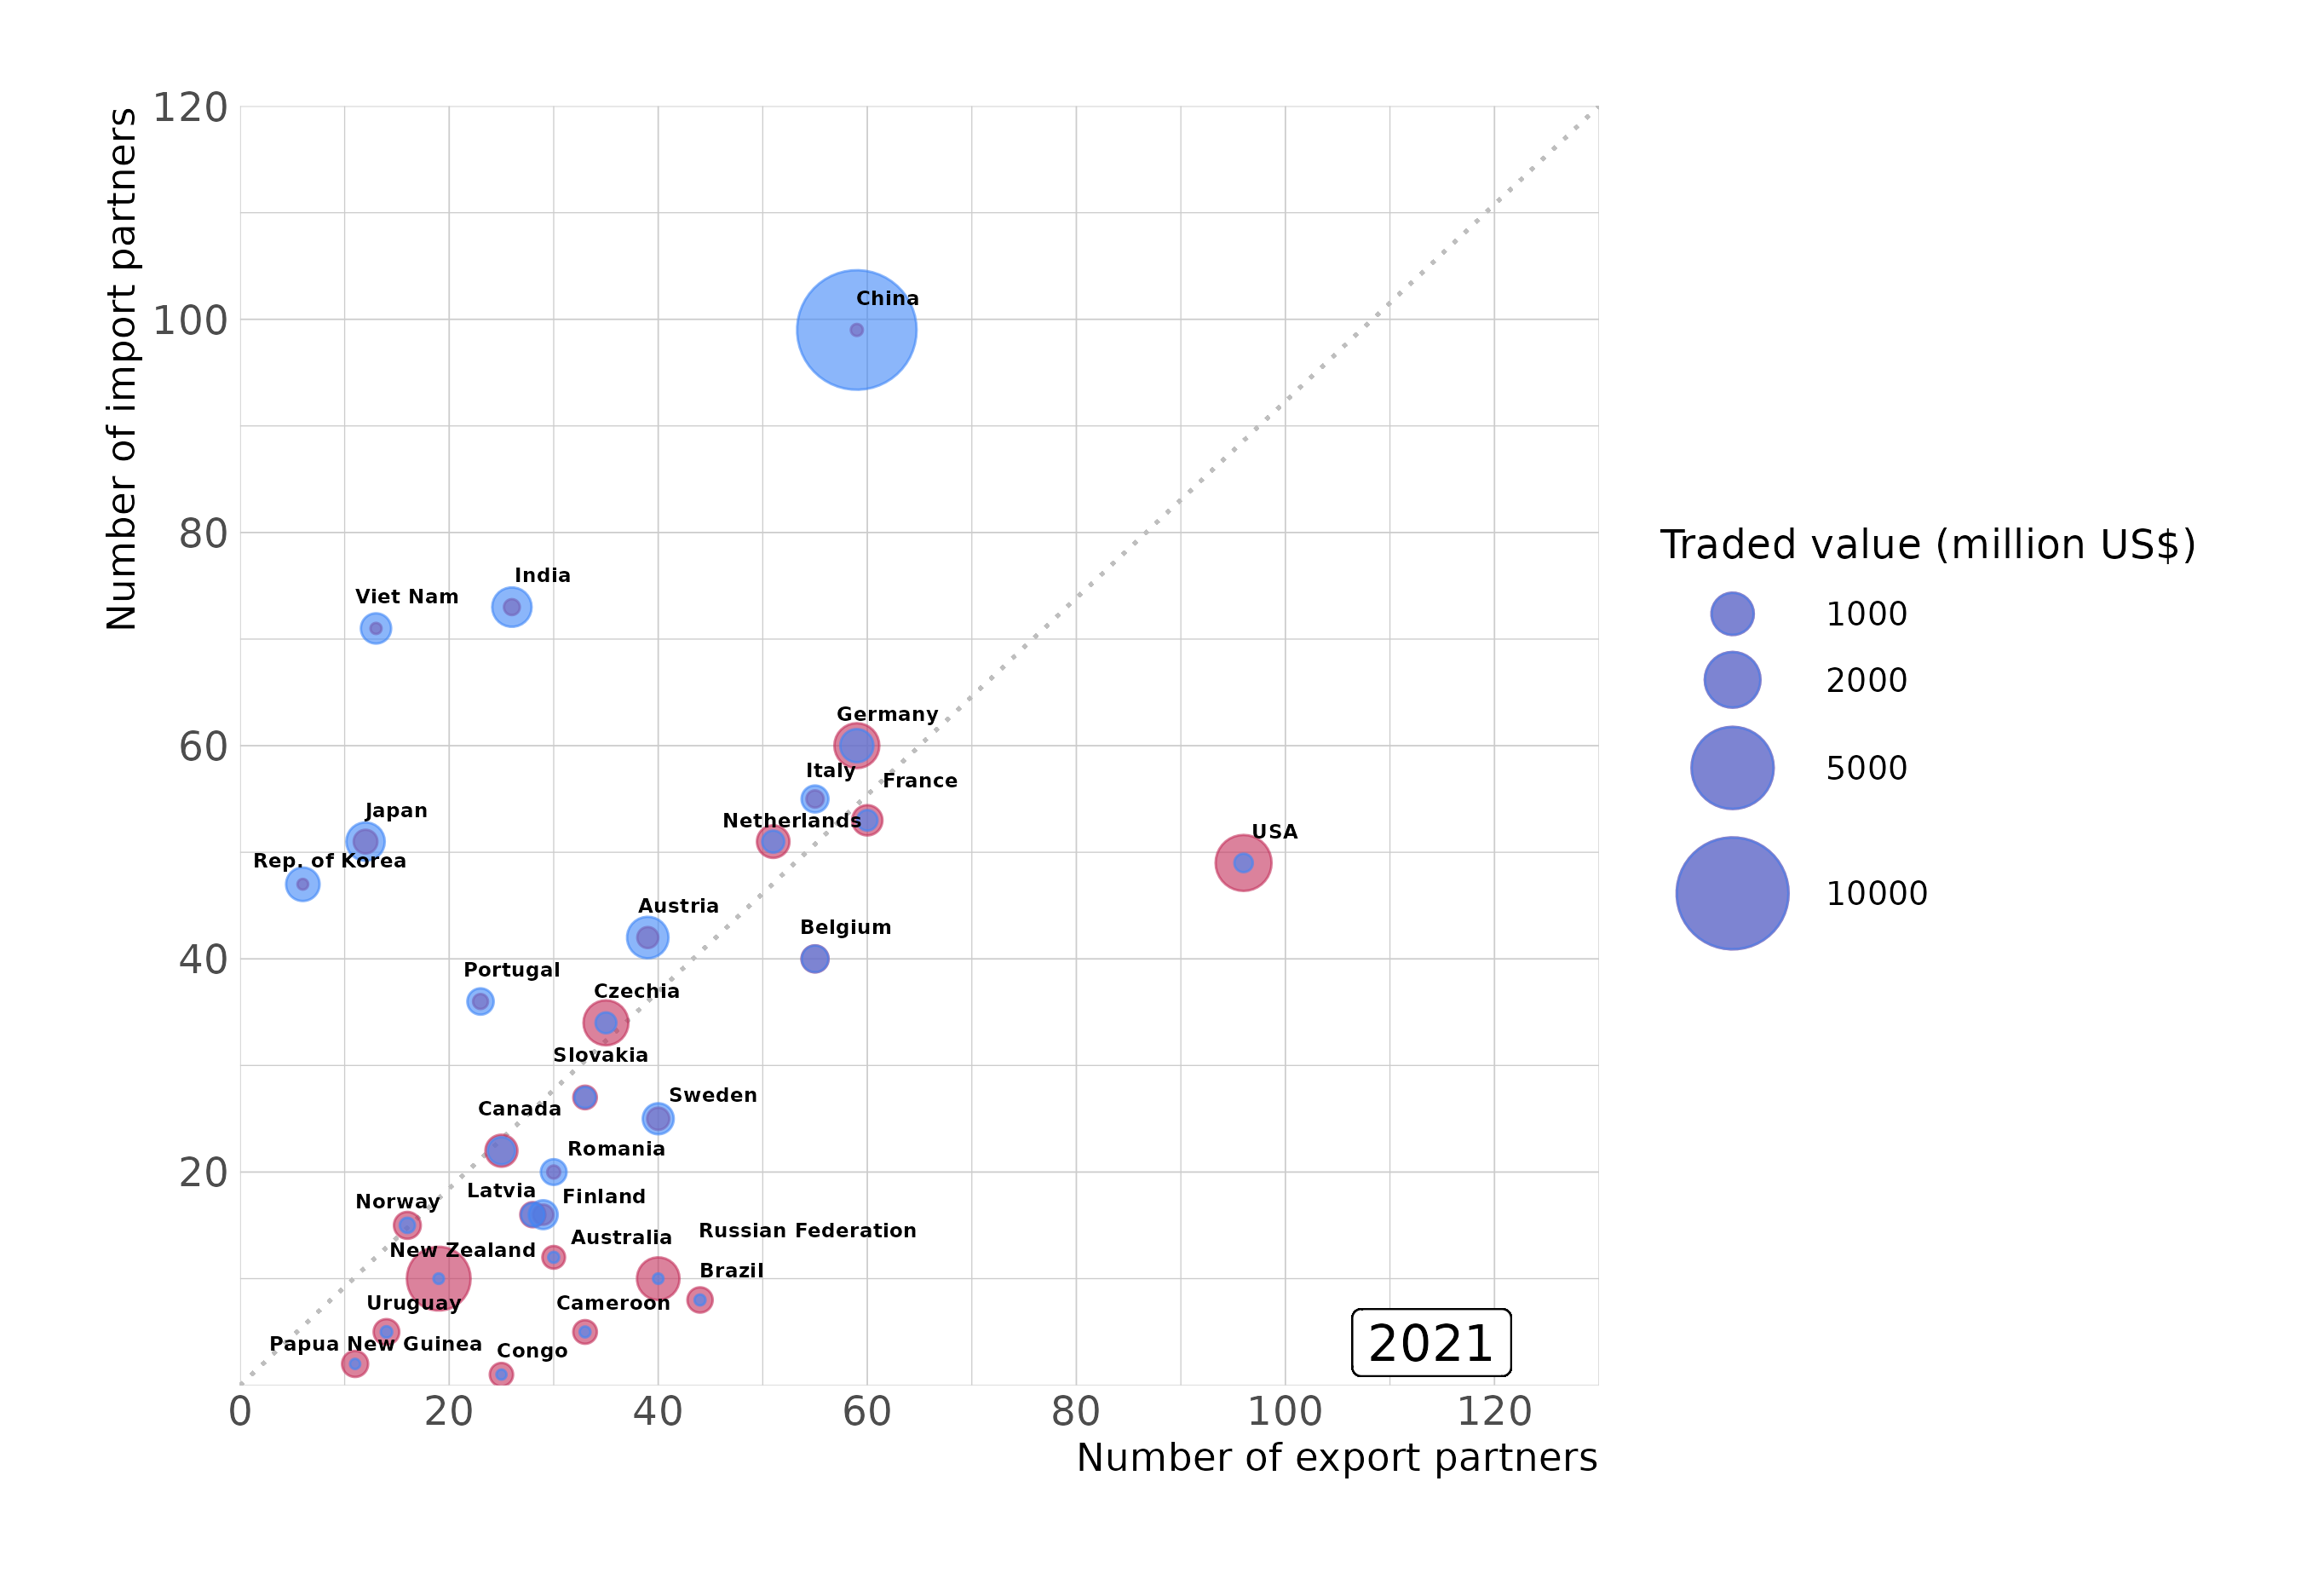 Number of import partners
120
100
80
60
40
20
China
India
Viet Nam
Germany
Italy
France
Japan
Netherlands
USA
Rep. of Korea
Austria
Belgium
Portugal
Czechia
Slovakia
Sweden
Canada
Romania
Latvia
Finland
Norway
Russian Federation
Australia
New Zealand
Brazil
Uruguay
Cameroon
Papua New Guinea
Congo
2021
0 20 40 60 80 100 120
Number of export partners
Traded value (million US$)
1000
2000
5000
10000